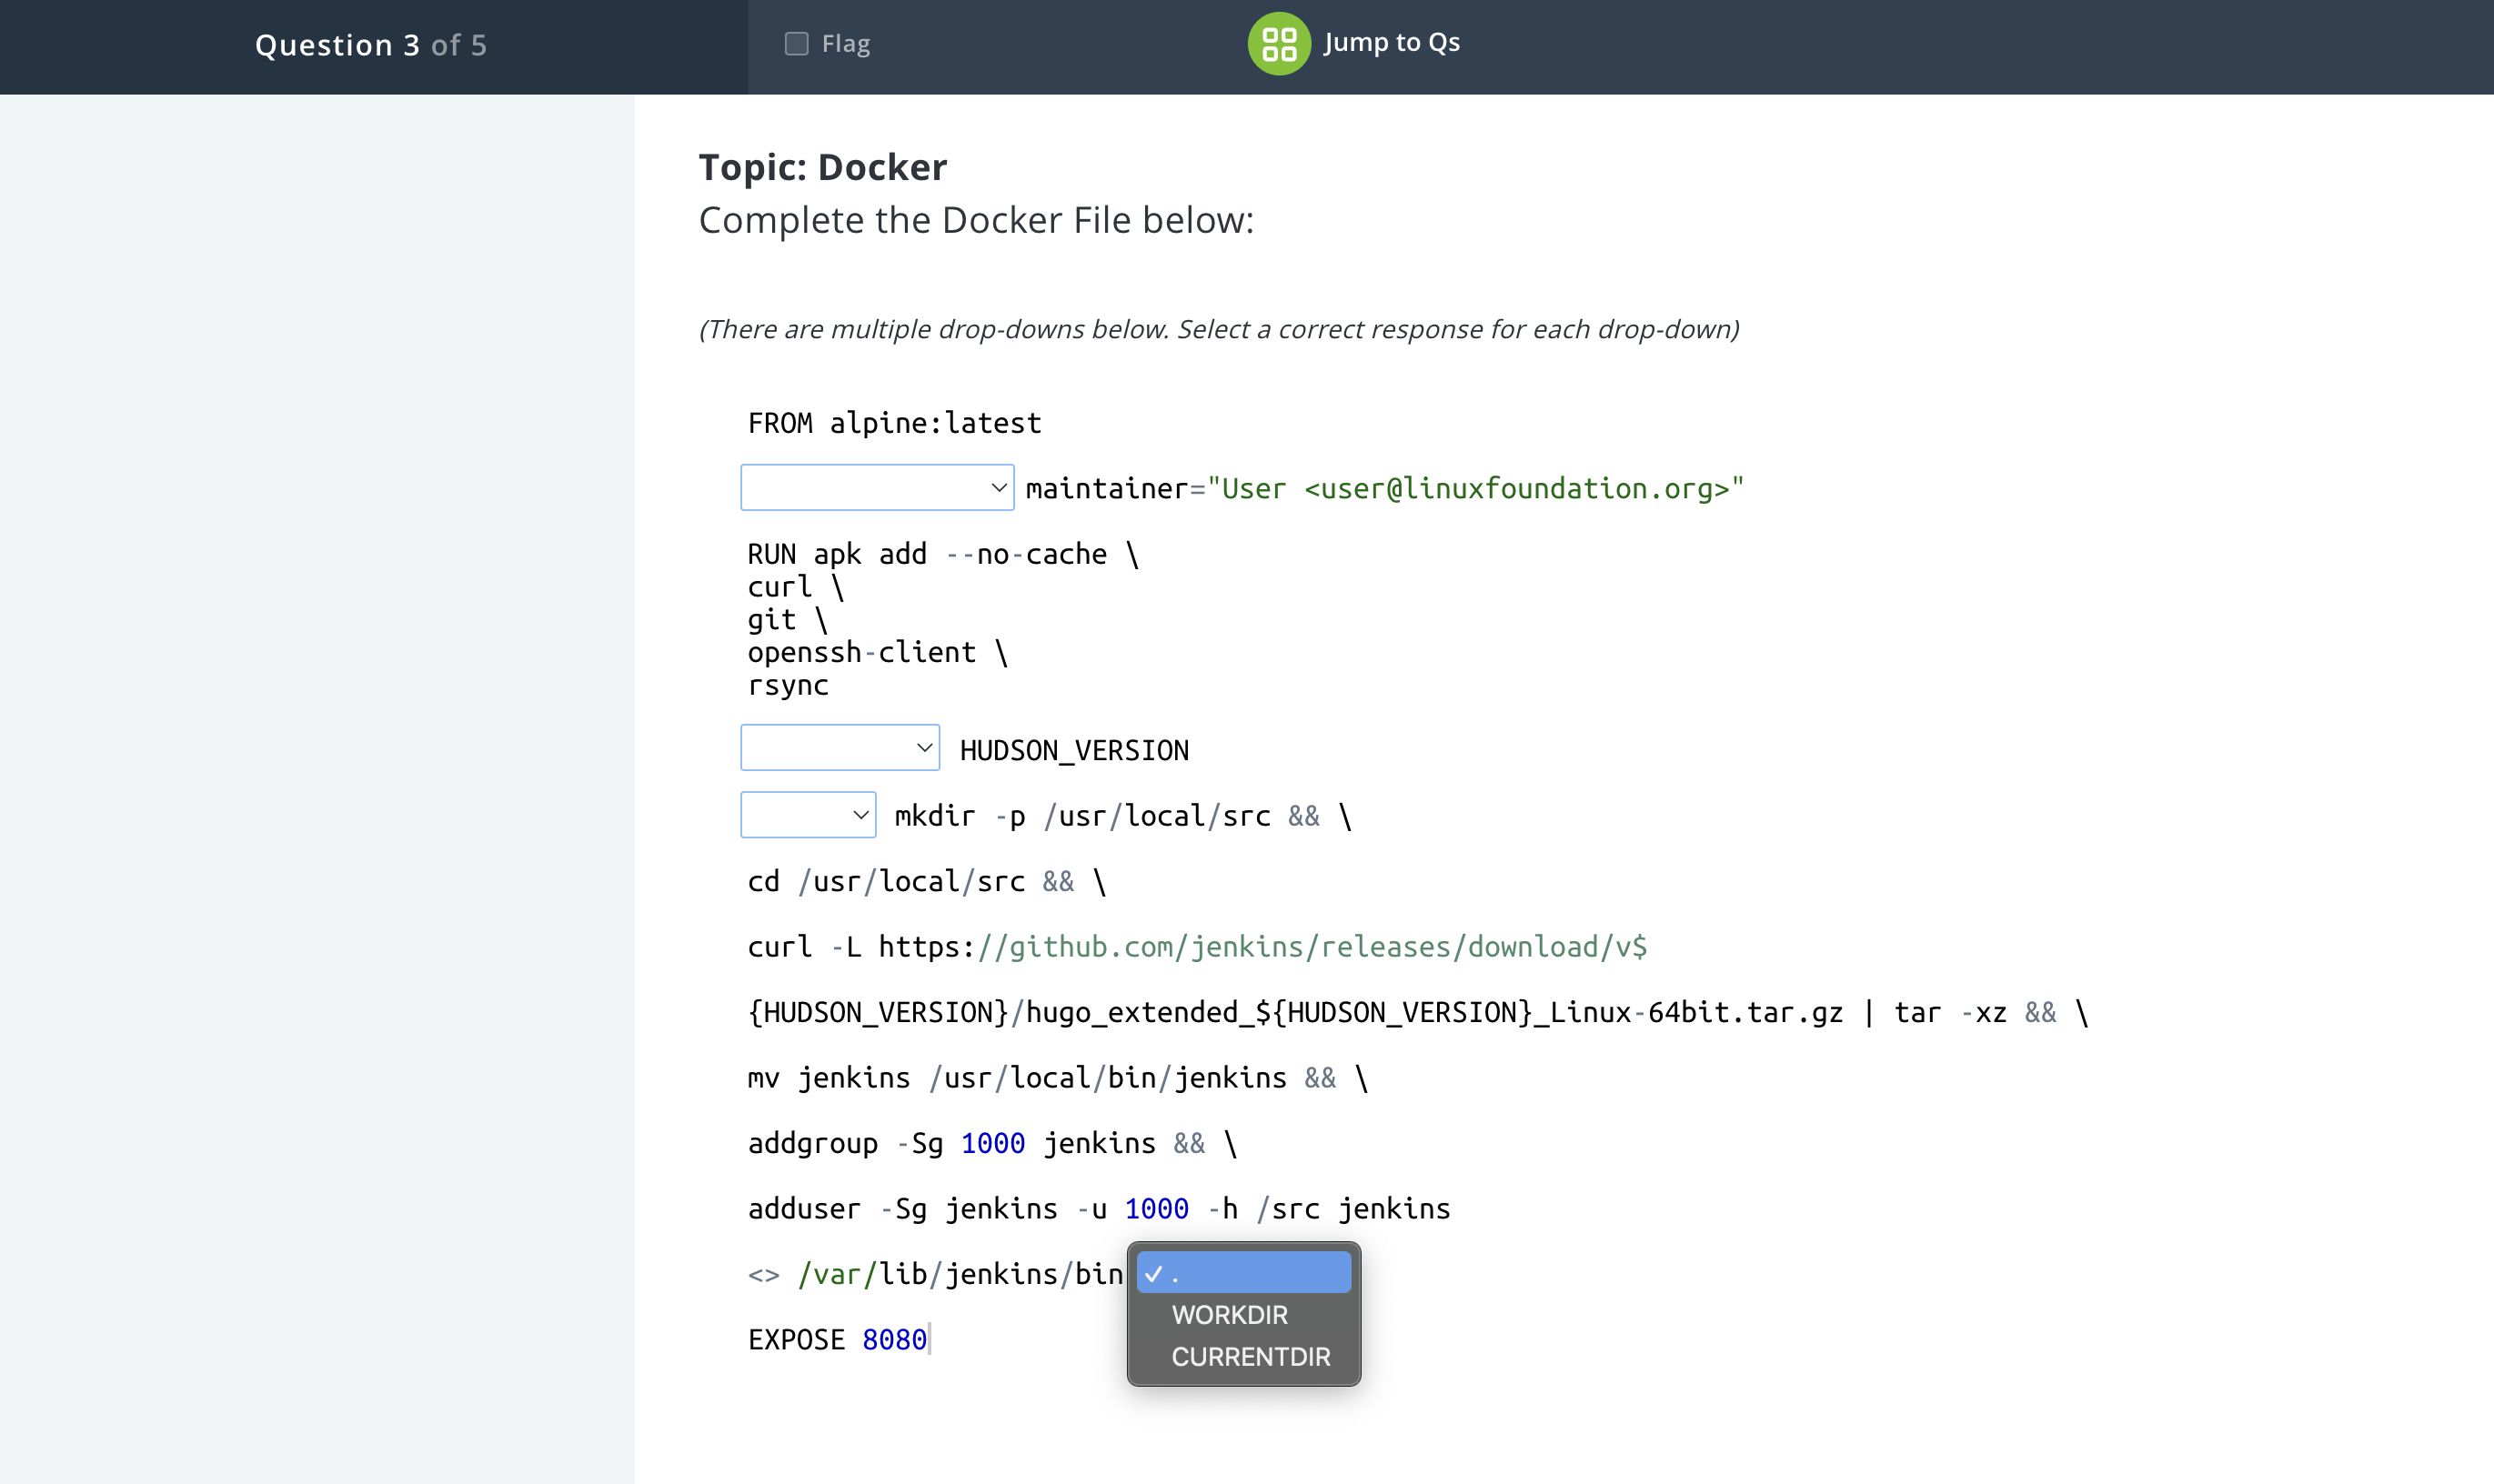 Question 3 of 5
Flag
Jump to Qs
Topic: Docker
Complete the Docker File below:
(There are multiple drop-downs below. Select a correct response for each drop-down)
FROM alpine:latest
maintainer="User <user@linuxfoundation.org>"
RUN apk add --no-cache \
curl \
git \
openssh-client \
rsync
HUDSON_VERSION
mkdir -p /usr/local/src && \
cd /usr/local/src && \
curl -L https://github.com/jenkins/releases/download/v$
{HUDSON_VERSION}/hugo_extended_${HUDSON_VERSION}_Linux-64bit.tar.gz | tar -xz && \
mv jenkins /usr/local/bin/jenkins && \
addgroup -Sg 1000 jenkins && \
adduser -Sg jenkins -u 1000 -h /src jenkins
<> /var/lib/jenkins/bin
✓ .
WORKDIR
CURRENTDIR
EXPOSE 8080